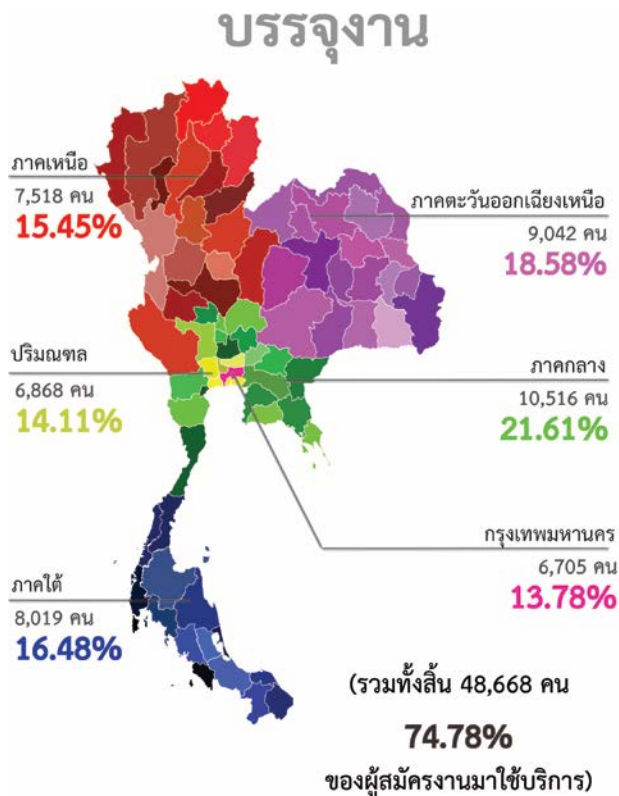 บรรจุงาน
ภาคเหนือ
7,518 คน
15.45%
ภาคตะวันออกเฉียงเหนือ
9,042 คน
18.58%
ปริมณฑล
6,868 คน
14.11%
ภาคกลาง
10,516 คน
21.61%
กรุงเทพมหานคร
6,705 คน
13.78%
ภาคใต้
8,019 คน
16.48%
(รวมทั้งสิ้น 48,668 คน
74.78%
ของผู้สมัครงานมาใช้บริการ)